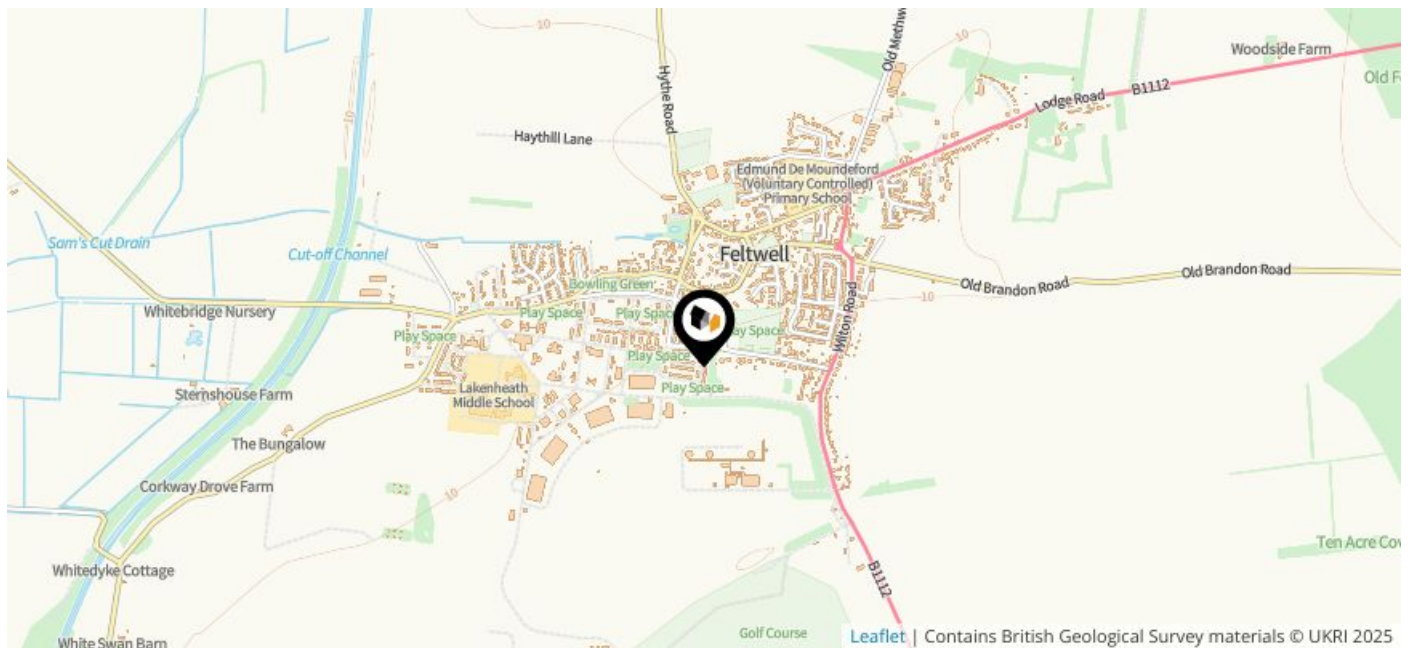 10
Hythe Road
Old Methw
10
Woodside Farm
Old F
B1112
Lodge Road
10
Haythill Lane
Edmund De Moundeford
(Voluntary Controlled)
Primary School
Sam's Cut Drain
Cut-off Channel
Feltwell
Old Brandon Road
Old Brandon Road
Bowling Green
10
Whitebridge Nursery
Play Space
Play Space
Play Space
Wilton Road
Play Space
Play Space
Play Space
Lakenheath
Middle School
Sternshouse Farm
The Bungalow
Corkway Drove Farm
10
Ten Acre Cov
Whitedyke Cottage
B1112
Golf Course
White Swan Barn
Leaflet | Contains British Geological Survey materials © UKRI 2025